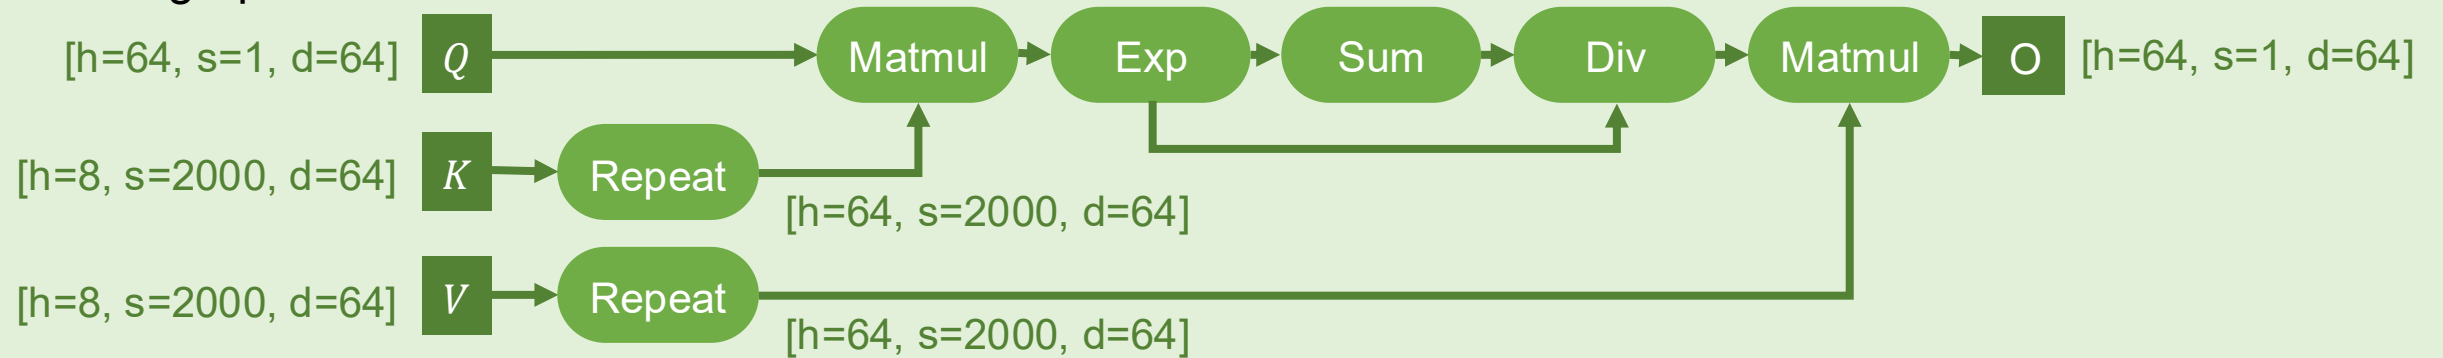 [h=64, s=1, d=64] Q Matmul Exp Sum Div Matmul O [h=64, s=1, d=64]
[h=8, s=2000, d=64] K Repeat
[h=64, s=2000, d=64]
[h=8, s=2000, d=64] V Repeat
[h=64, s=2000, d=64]